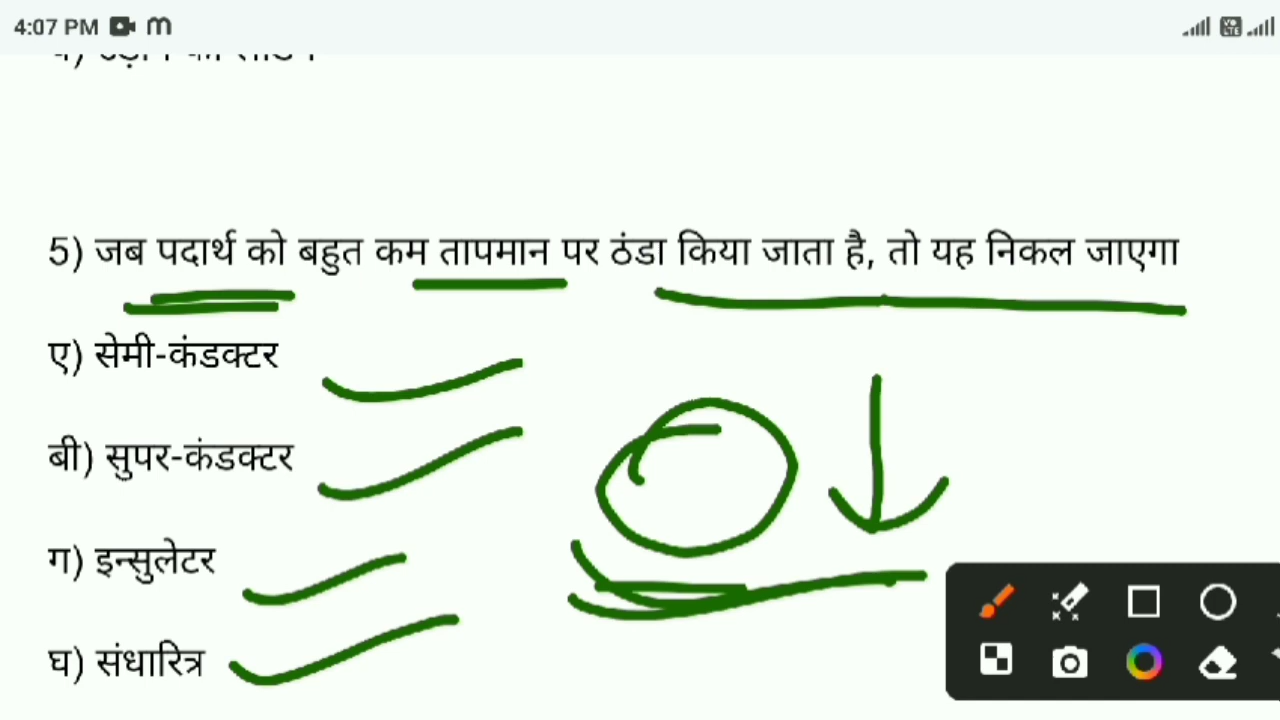 4:07 PM
5) जब पदार्थ को बहुत कम तापमान पर ठंडा किया जाता है, तो यह निकल जाएगा
ए) सेमी-कंडक्टर
बी) सुपर-कंडक्टर
ग) इन्सुलेटर
घ) संधारित्र